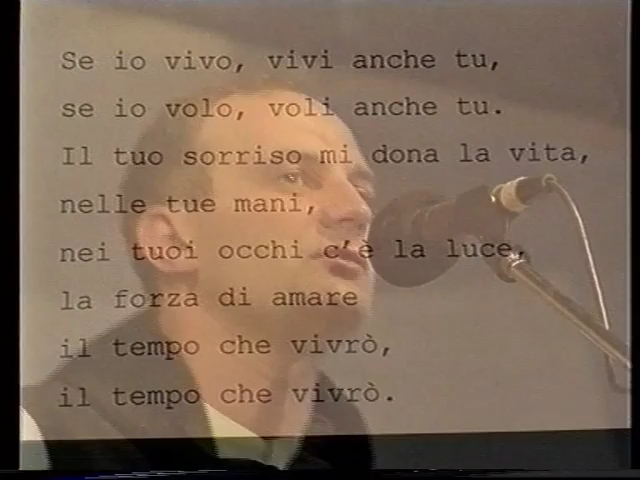 Se io vivo, vivi anche tu,
se io volo, voli anche tu.
Il tuo sorriso mi dona la vita,
nelle tue mani,
nei tuoi occhi c'è la luce,
la forza di amare
il tempo che vivrò,
il tempo che vivrò.